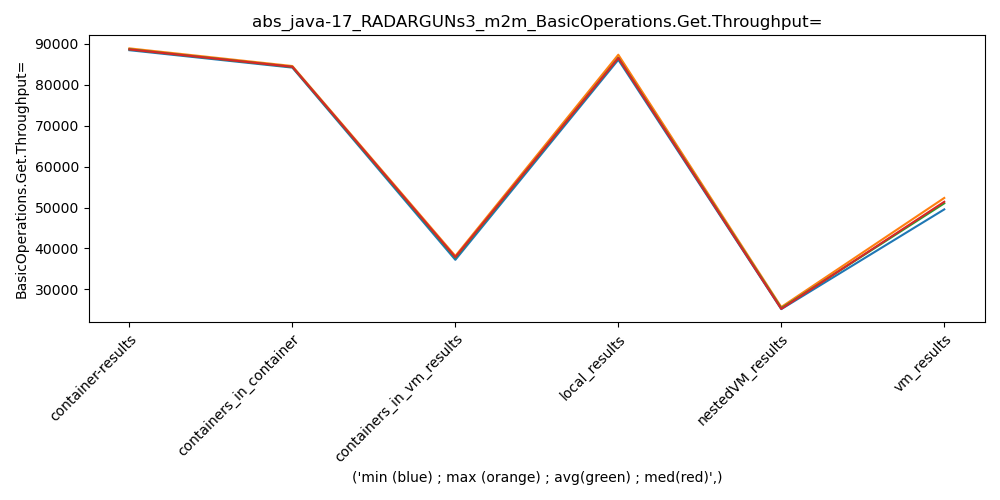 abs_java-17_RADARGUNs3_m2m_BasicOperations.Get.Throughput=
BasicOperations.Get.Throughput=
90000
80000
70000
60000
50000
40000
30000
container-results
containers_in_container
containers_in_vm_results
local_results
nestedVM_results
vm_results
('min (blue) ; max (orange) ; avg(green) ; med(red)',)